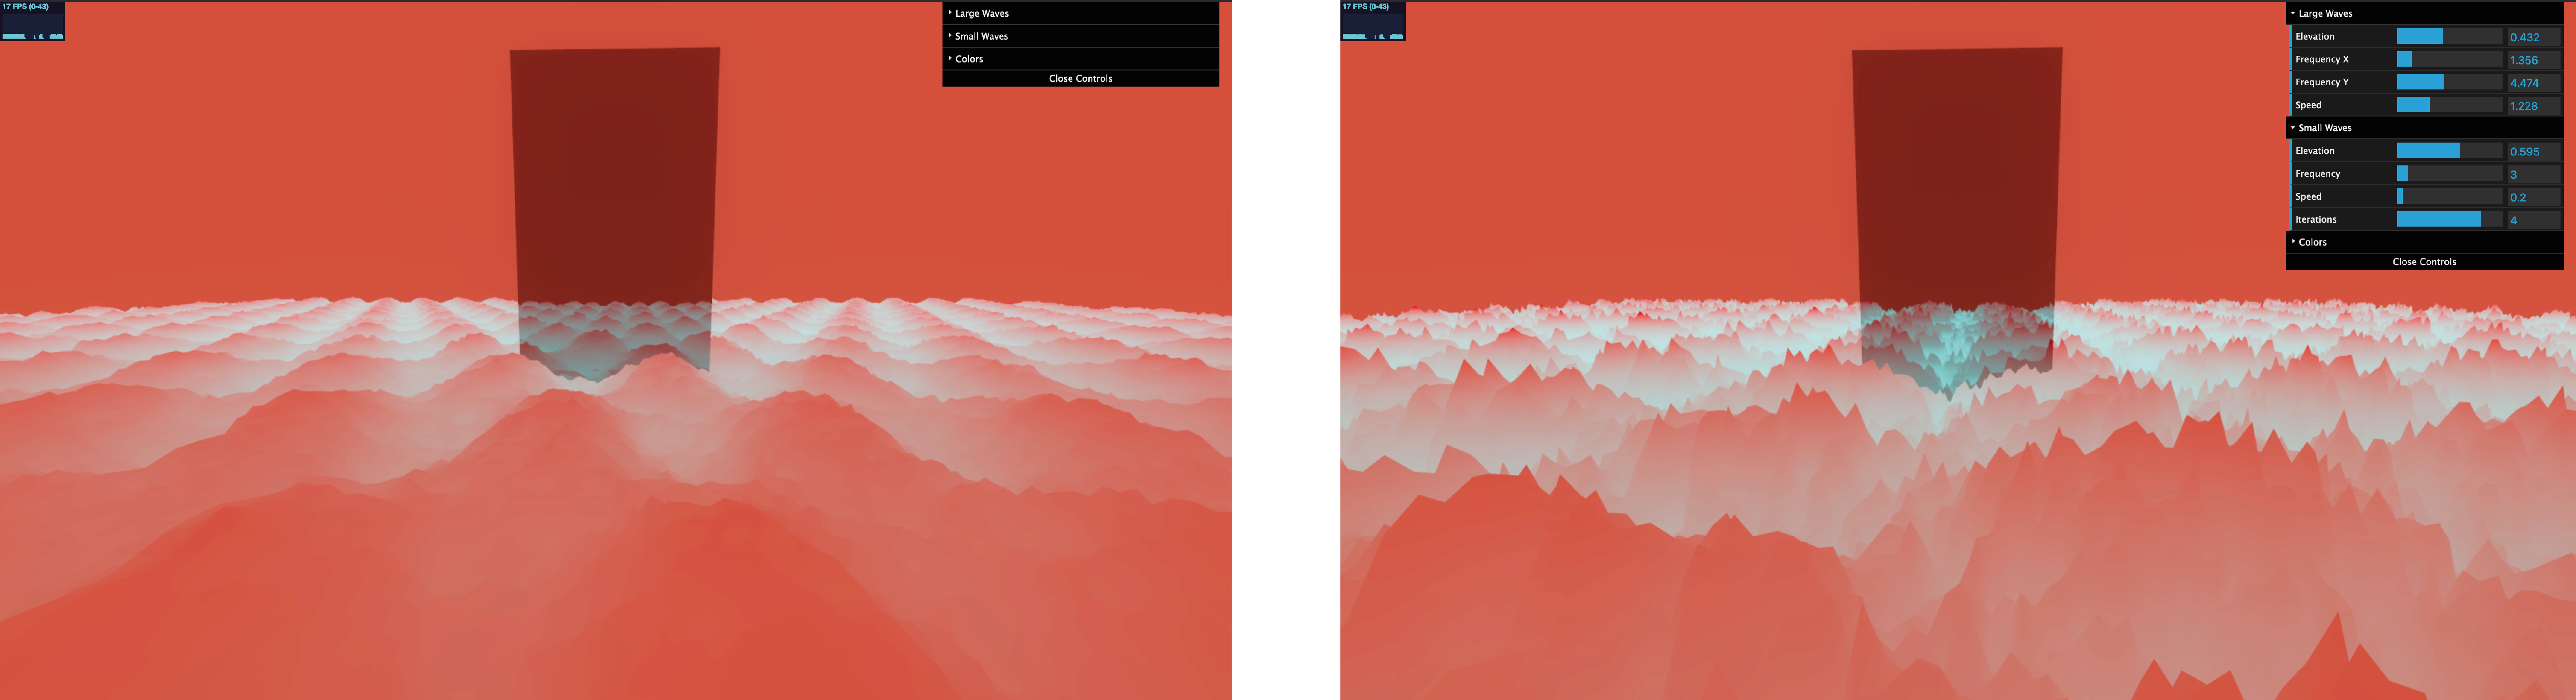 17 FPS (0-43)
Large Waves
Small Waves
Colors
Close Controls
17 FPS (0-43)
Large Waves
Elevation 0.432
Frequency X 1.356
Frequency Y 4.474
Speed 1.228
Small Waves
Elevation 0.595
Frequency 3
Speed 0.2
Iterations 4
Colors
Close Controls